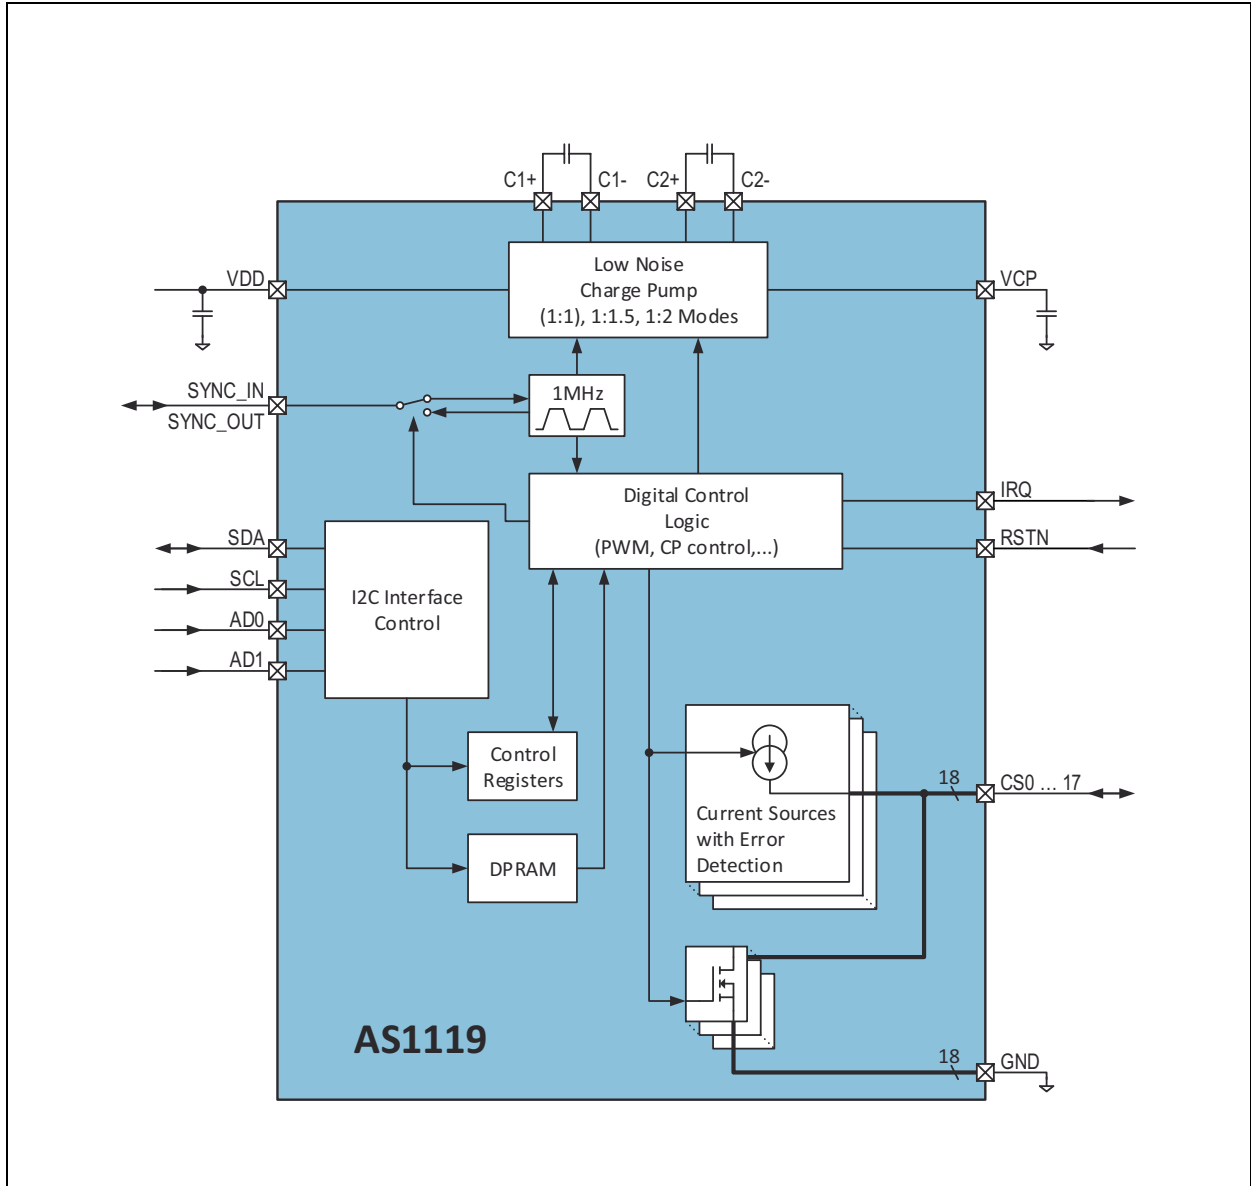 C1+ C1- C2+ C2-
VDD
Low Noise
Charge Pump
(1:1), 1:1.5, 1:2 Modes
VCP
SYNC_IN
SYNC_OUT
1MHz
Digital Control
Logic
(PWM, CP control,...)
IRQ
RSTN
SDA
SCL
AD0
AD1
I2C Interface
Control
Control
Registers
DPRAM
Current Sources
with Error
Detection
18
CS0 ... 17
AS1119
18
GND